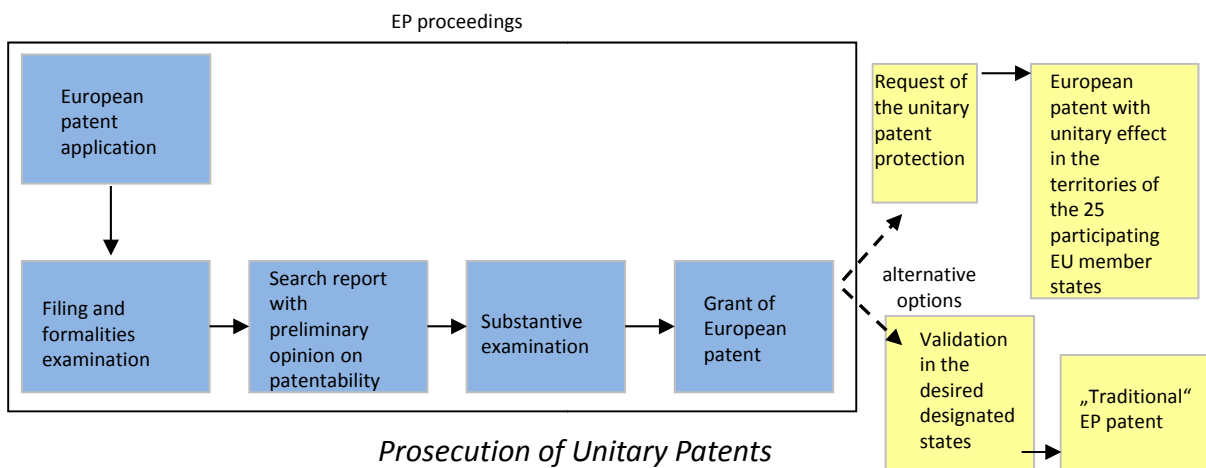 EP proceedings
European
patent
application
Filing and
formalities
examination
Search report
with
preliminary
opinion on
patentability
Substantive
examination
Grant of
European
patent
Request of
the unitary
patent
protection
European
patent with
unitary effect
in the
territories of
the 25
participating
EU member
states
alternative
options
Validation
in the
desired
designated
states
„Traditional“
EP patent
Prosecution of Unitary Patents